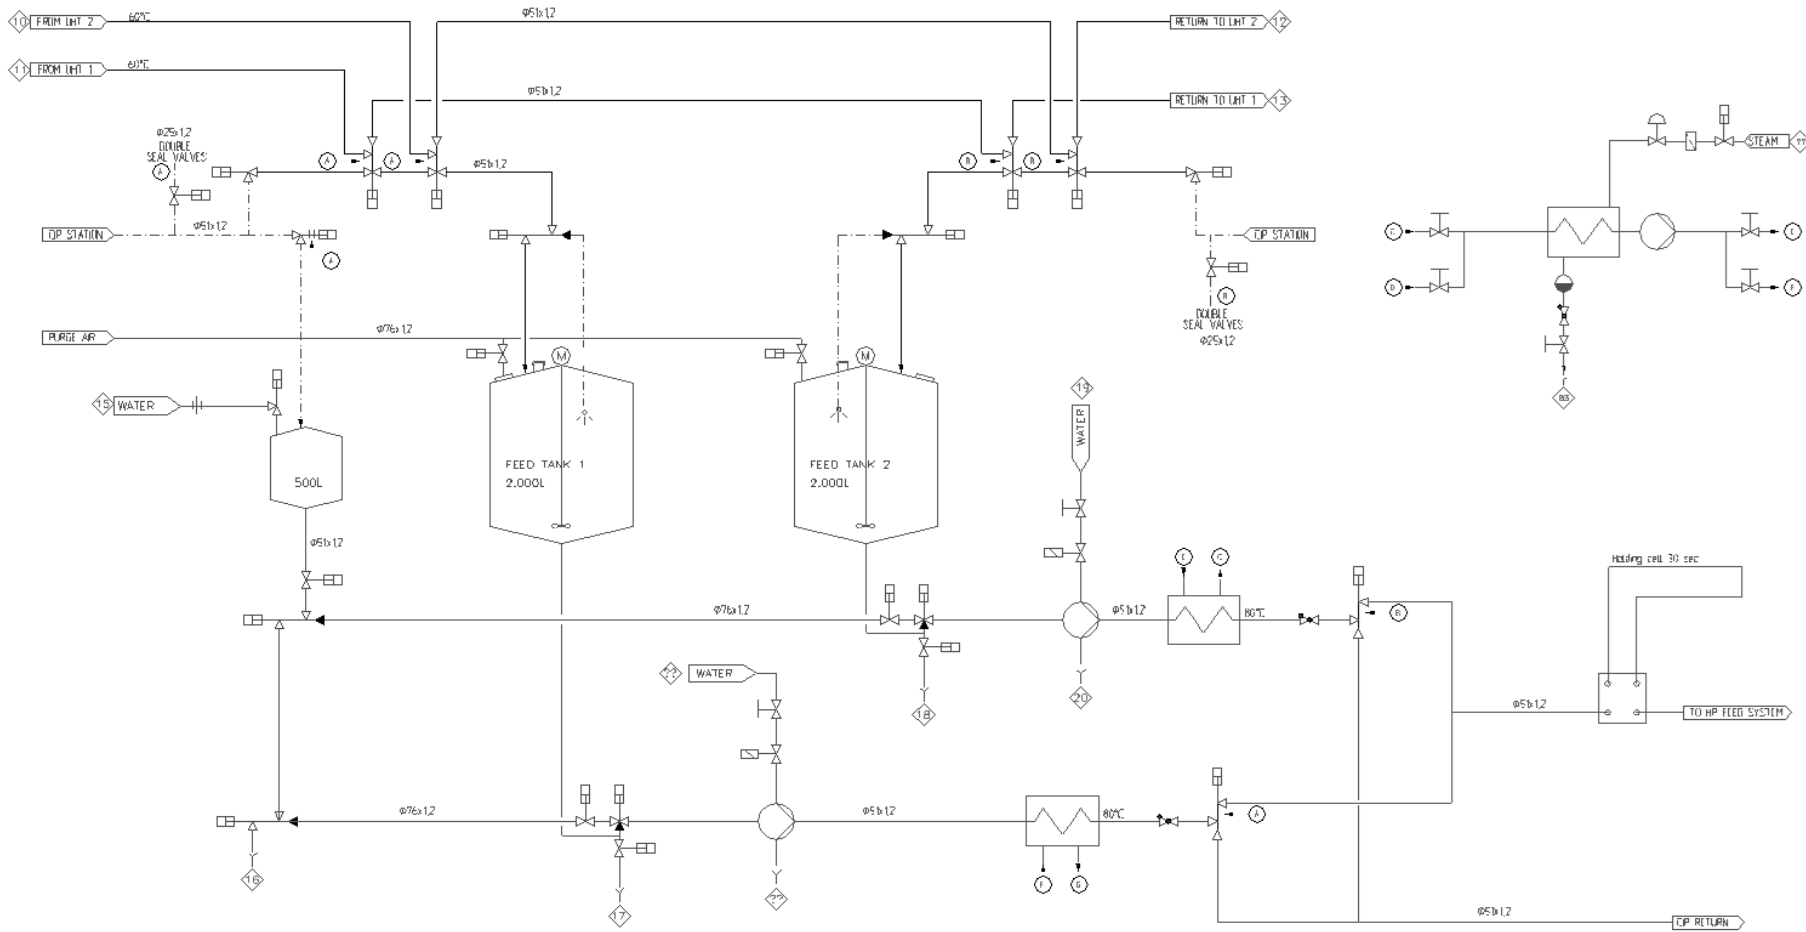 10 FROM UHT 2
60°C
Φ51x1,2
RETURN TO UHT 2 12
11 FROM UHT 1
60°C
Φ51x1,2
RETURN TO UHT 1 13
Φ25x1,2
DOUBLE
SEAL VALVES
A
A
A
Φ51x1,2
B
B
STEAM
CIP STATION
Φ51x1,2
A
CIP STATION
B
DOUBLE
SEAL VALVES
Φ25x1,2
D
F
PURGE AIR
Φ76x1,2
M
M
15 WATER
19
WATER
FEED TANK 1
2.000L
FEED TANK 2
2.000L
500L
Φ51x1,2
Holding cell 30 sec
Φ76x1,2
Φ51x1,2
80°C
B
22 WATER
18
20
Φ51x1,2
TO HP FEED SYSTEM
Φ76x1,2
Φ51x1,2
80°C
A
16
17
22
F
G
Φ51x1,2
CIP RETURN